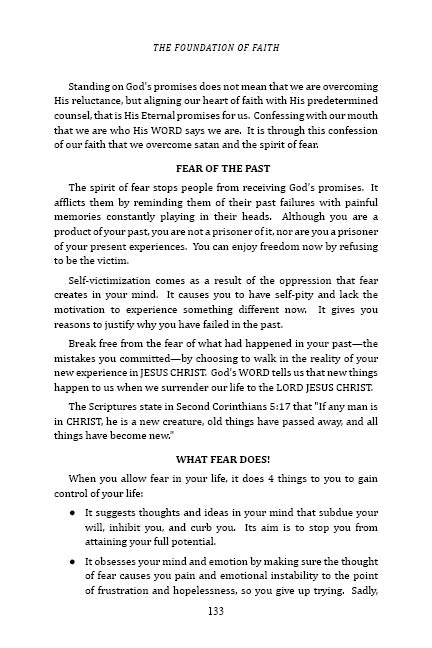 THE FOUNDATION OF FAITH
Standing on God's promises does not mean that we are overcoming
His reluctance, but aligning our heart of faith with His predetermined
counsel, that is His Eternal promises for us. Confessing with our mouth
that we are who His WORD says we are. It is through this confession
of our faith that we overcome satan and the spirit of fear.
FEAR OF THE PAST
The spirit of fear stops people from receiving God's promises. It
afflicts them by reminding them of their past failures with painful
memories constantly playing in their heads. Although you are a
product of your past, you are not a prisoner of it, nor are you a prisoner
of your present experiences. You can enjoy freedom now by refusing
to be the victim.
Self-victimization comes as a result of the oppression that fear
creates in your mind. It causes you to have self-pity and lack the
motivation to experience something different now. It gives you
reasons to justify why you have failed in the past.
Break free from the fear of what had happened in your past—the
mistakes you committed—by choosing to walk in the reality of your
new experience in JESUS CHRIST. God's WORD tells us that new things
happen to us when we surrender our life to the LORD JESUS CHRIST.
The Scriptures state in Second Corinthians 5:17 that "If any man is
in CHRIST, he is a new creature, old things have passed away, and all
things have become new."
WHAT FEAR DOES!
When you allow fear in your life, it does 4 things to you to gain
control of your life:
● It suggests thoughts and ideas in your mind that subdue your
will, inhibit you, and curb you. Its aim is to stop you from
attaining your full potential.
● It obsesses your mind and emotion by making sure the thought
of fear causes you pain and emotional instability to the point
of frustration and hopelessness, so you give up trying. Sadly,
133